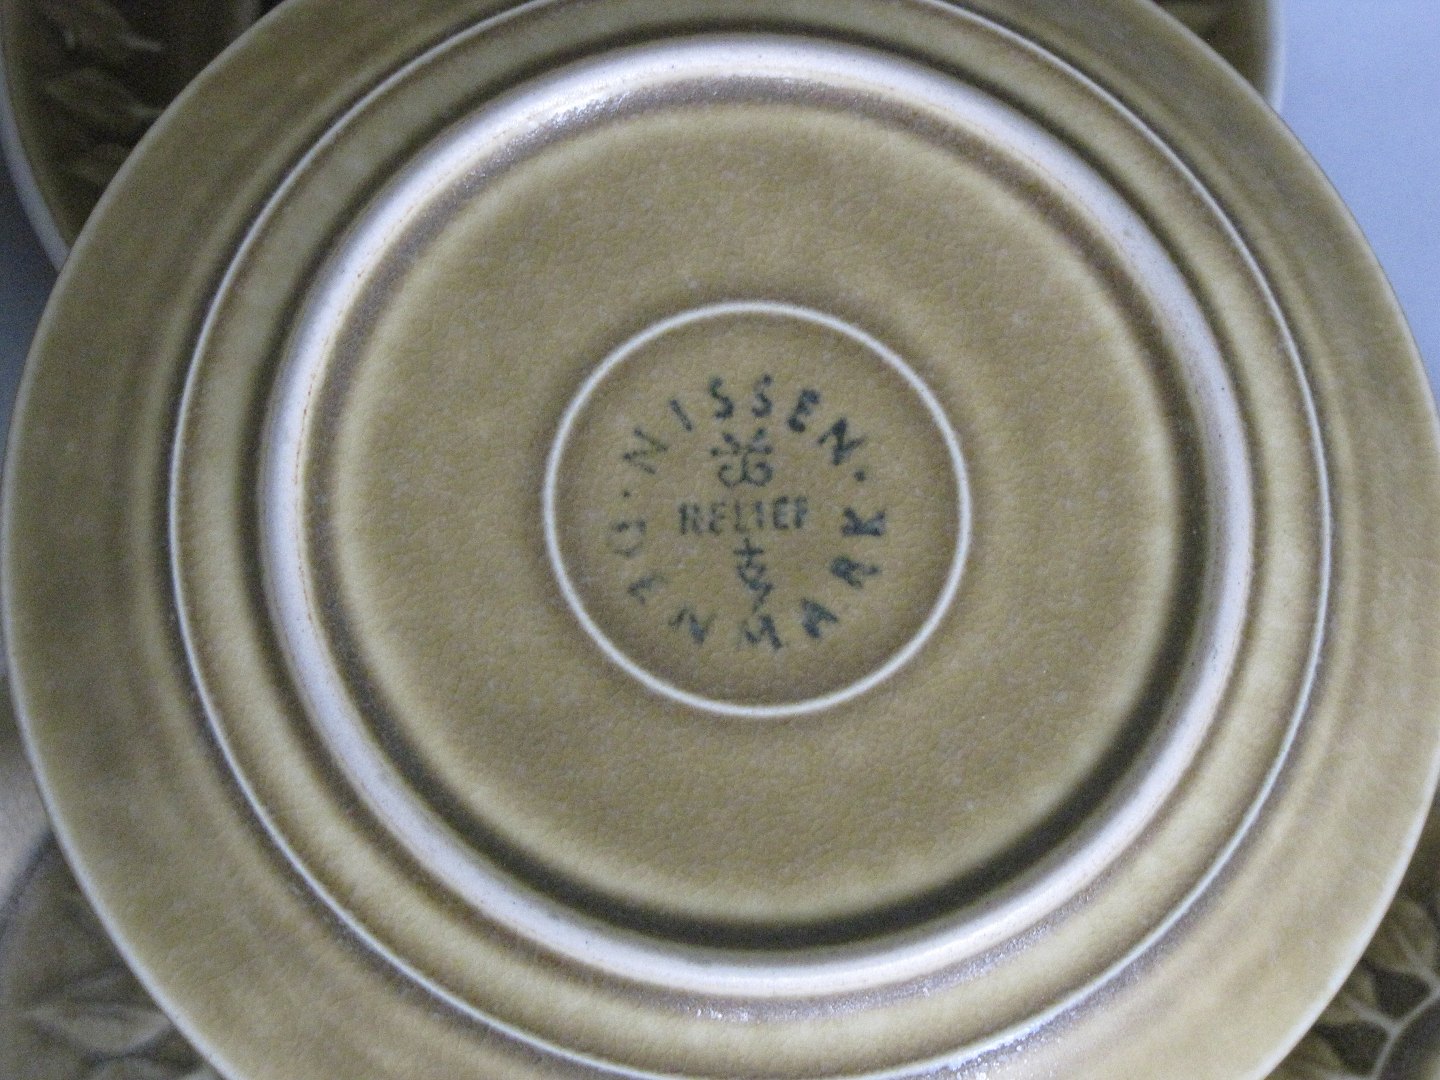 · NISSEN ·
RELIEF
DENMARK